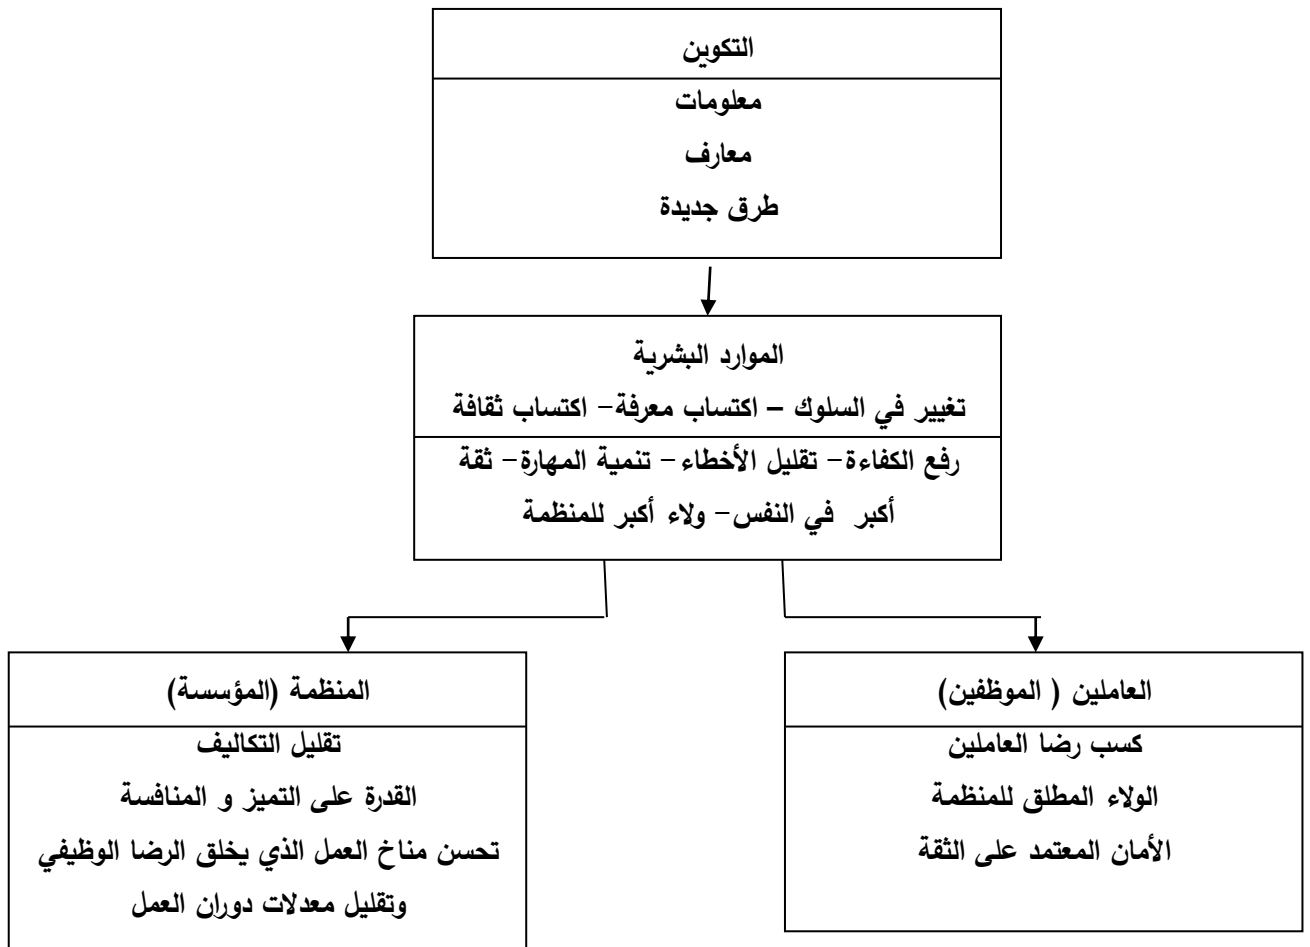 التكوين
معلومات
معارف
طرق جديدة
الموارد البشرية
تغيير في السلوك – اكتساب معرفة- اكتساب ثقافة
رفع الكفاءة- تقليل الأخطاء- تنمية المهارة- ثقة
أكبر في النفس- ولاء أكبر للمنظمة
العاملين ( الموظفين)
كسب رضا العاملين
الولاء المطلق للمنظمة
الأمان المعتمد على الثقة
المنظمة (المؤسسة)
تقليل التكاليف
القدرة على التميز و المنافسة
تحسن مناخ العمل الذي يخلق الرضا الوظيفي
وتقليل معدلات دوران العمل